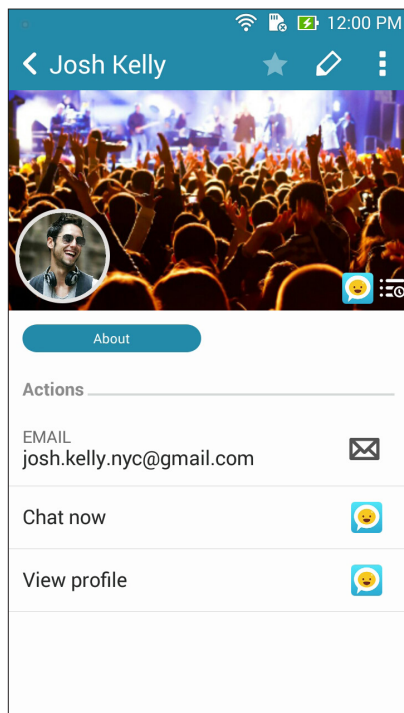 12:00 PM
Josh Kelly
About
Actions
EMAIL
josh.kelly.nyc@gmail.com
Chat now
View profile